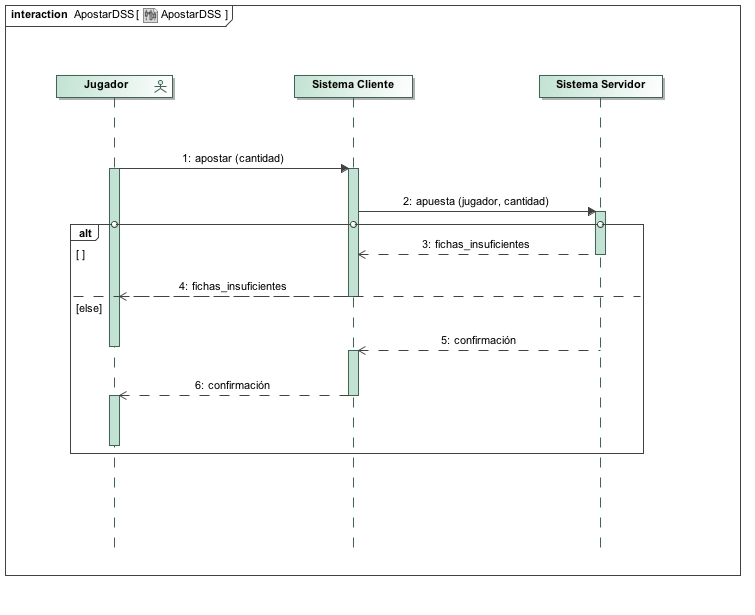 interaction ApostarDSS [ ApostarDSS ]
Jugador
Sistema Cliente
Sistema Servidor
1: apostar (cantidad)
2: apuesta (jugador, cantidad)
alt
[ ]
3: fichas_insuficientes
4: fichas_insuficientes
[else]
5: confirmación
6: confirmación